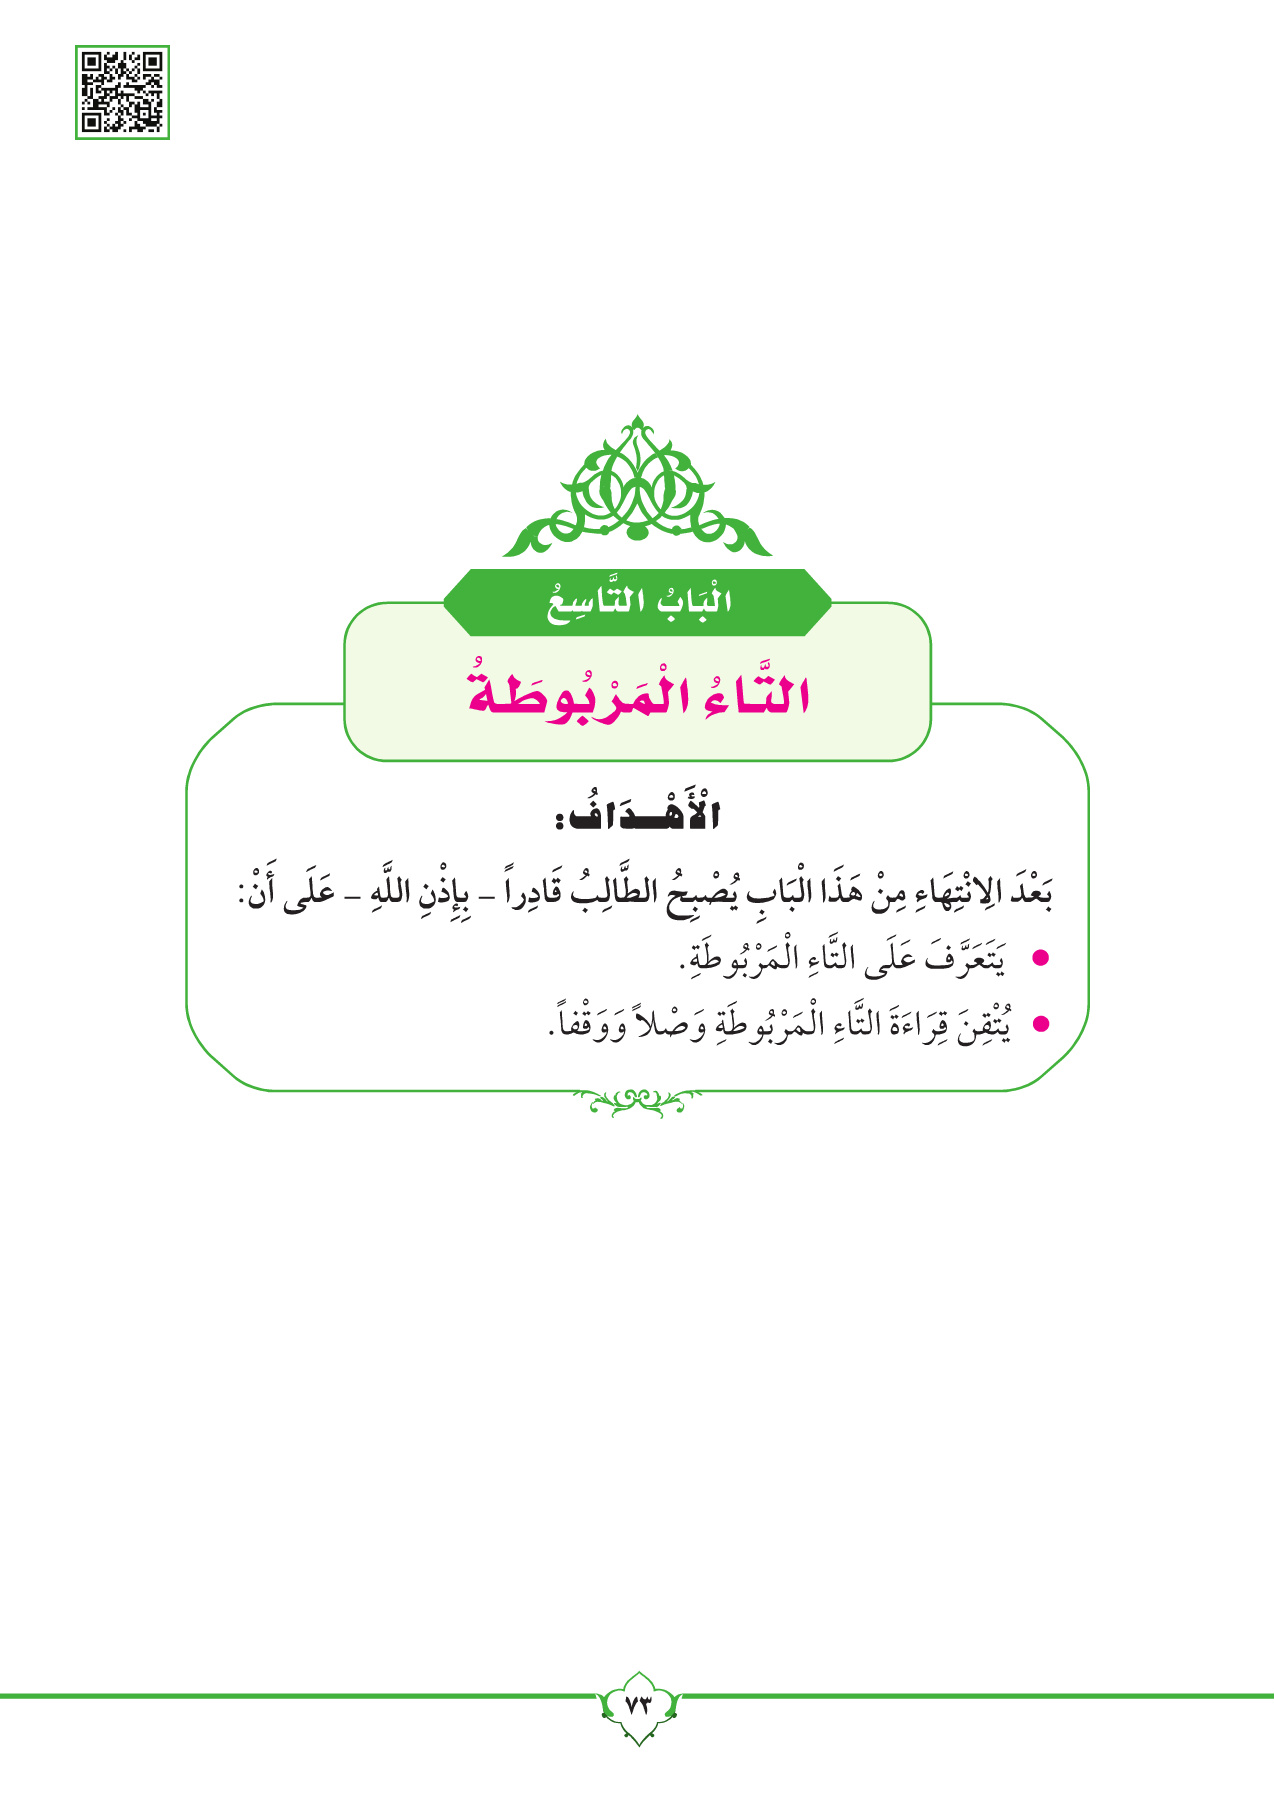 الْبَابُ التَّاسِعُ
التَّاءُ الْمَرْبُوطَةُ
الْأَهْـدَافُ:
بَعْدَ الِانْتِهَاءِ مِنْ هَذَا الْبَابِ يُصْبِحُ الطَّالِبُ قَادِراً – بِإِذْنِ اللَّهِ – عَلَى أَنْ:
● يَتَعَرَّفَ عَلَى التَّاءِ الْمَرْبُوطَةِ.
● يُتْقِنَ قِرَاءَةَ التَّاءِ الْمَرْبُوطَةِ وَصْلاً وَوَقْفاً.
٧٣